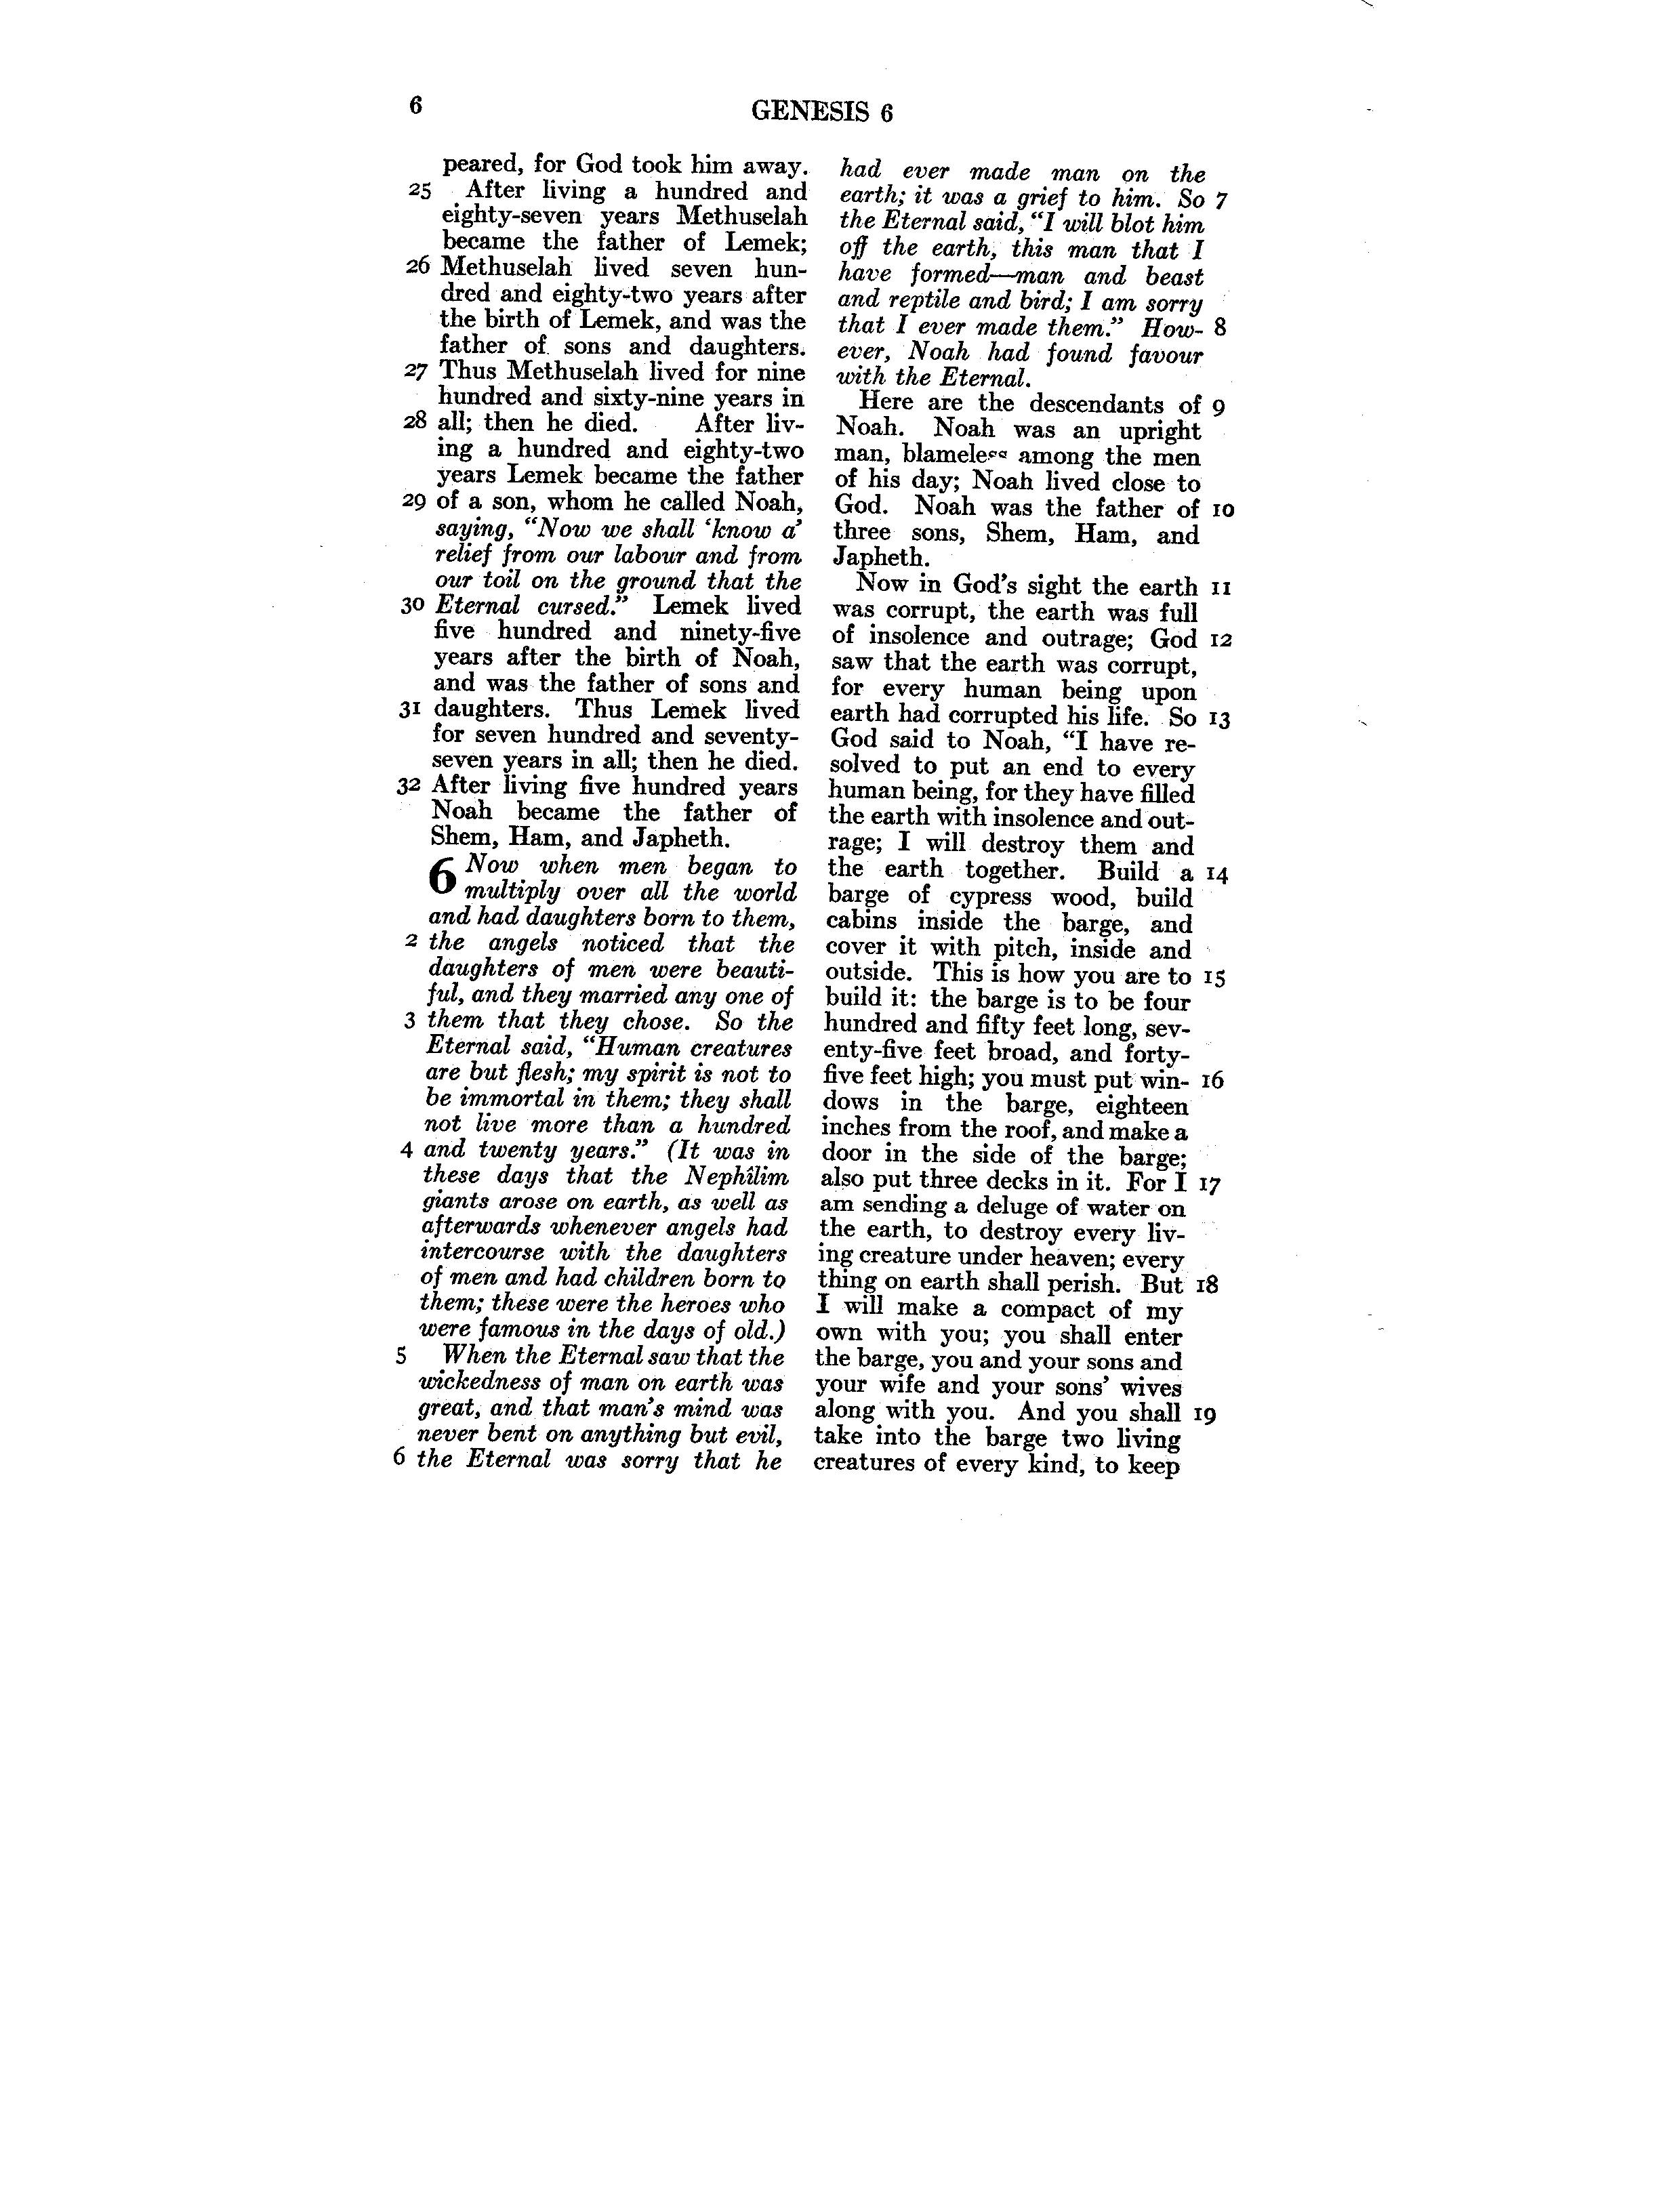 6
GENESIS 6
peared, for God took him away.
25 After living a hundred and
eighty-seven years Methuselah
became the father of Lemek;
26 Methuselah lived seven hun-
dred and eighty-two years after
the birth of Lemek, and was the
father of sons and daughters.
27 Thus Methuselah lived for nine
hundred and sixty-nine years in
28 all; then he died. After liv-
ing a hundred and eighty-two
years Lemek became the father
29 of a son, whom he called Noah,
saying, “Now we shall ‘know a’
relief from our labour and from
our toil on the ground that the
30 Eternal cursed.” Lemek lived
five hundred and ninety-five
years after the birth of Noah,
and was the father of sons and
31 daughters. Thus Lemek lived
for seven hundred and seventy-
seven years in all; then he died.
32 After living five hundred years
Noah became the father of
Shem, Ham, and Japheth.
6 Now when men began to
multiply over all the world
and had daughters born to them,
2 the angels noticed that the
daughters of men were beauti-
ful, and they married any one of
3 them that they chose. So the
Eternal said, “Human creatures
are but flesh; my spirit is not to
be immortal in them; they shall
not live more than a hundred
4 and twenty years.” (It was in
these days that the Nephîlim
giants arose on earth, as well as
afterwards whenever angels had
intercourse with the daughters
of men and had children born to
them; these were the heroes who
were famous in the days of old.)
5 When the Eternal saw that the
wickedness of man on earth was
great, and that man's mind was
never bent on anything but evil,
6 the Eternal was sorry that he
had ever made man on the
earth; it was a grief to him. So 7
the Eternal said, “I will blot him
off the earth, this man that I
have formed—man and beast
and reptile and bird; I am sorry
that I ever made them.” How- 8
ever, Noah had found favour
with the Eternal.
Here are the descendants of 9
Noah. Noah was an upright
man, blameless among the men
of his day; Noah lived close to
God. Noah was the father of 10
three sons, Shem, Ham, and
Japheth.
Now in God's sight the earth 11
was corrupt, the earth was full
of insolence and outrage; God 12
saw that the earth was corrupt,
for every human being upon
earth had corrupted his life. So 13
God said to Noah, “I have re-
solved to put an end to every
human being, for they have filled
the earth with insolence and out-
rage; I will destroy them and
the earth together. Build a 14
barge of cypress wood, build
cabins inside the barge, and
cover it with pitch, inside and
outside. This is how you are to 15
build it: the barge is to be four
hundred and fifty feet long, sev-
enty-five feet broad, and forty-
five feet high; you must put win- 16
dows in the barge, eighteen
inches from the roof, and make a
door in the side of the barge;
also put three decks in it. For I 17
am sending a deluge of water on
the earth, to destroy every liv-
ing creature under heaven; every
thing on earth shall perish. But 18
I will make a compact of my
own with you; you shall enter
the barge, you and your sons and
your wife and your sons' wives
along with you. And you shall 19
take into the barge two living
creatures of every kind, to keep